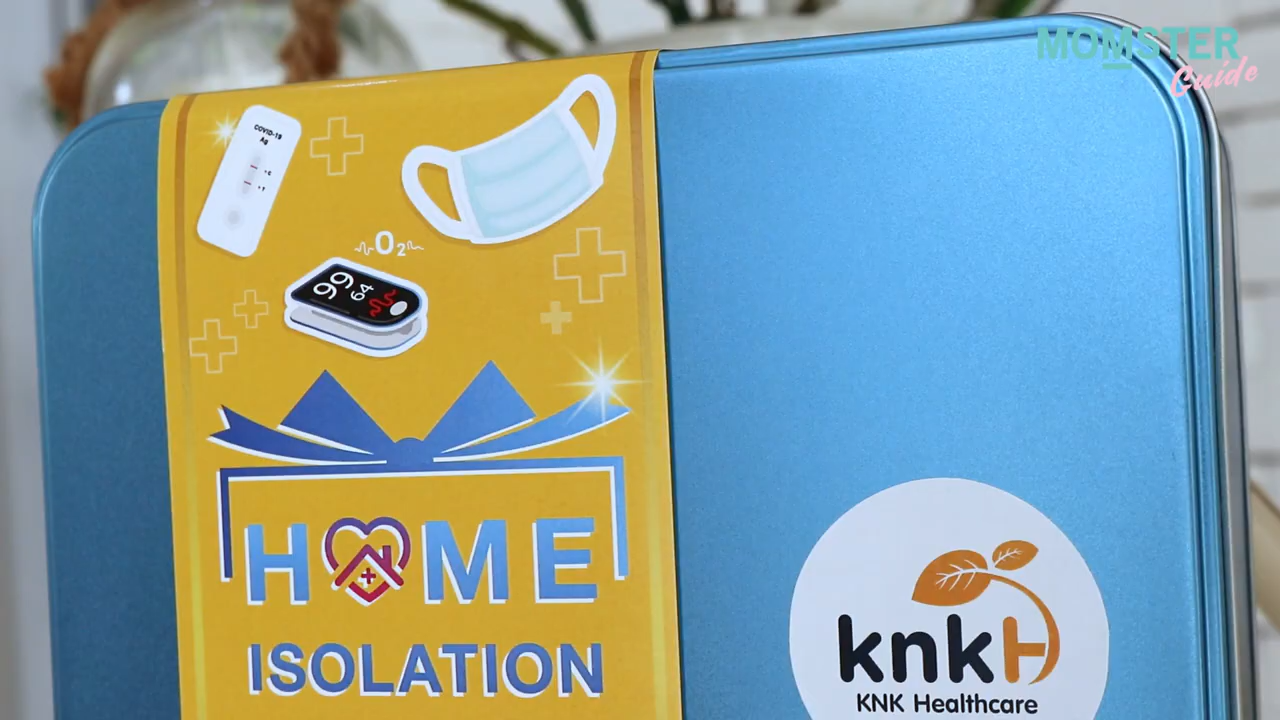 MOMSTER
Guide
COVID-19
Ag
C
T
O2
99
64
HOME
ISOLATION
knkH
KNK Healthcare